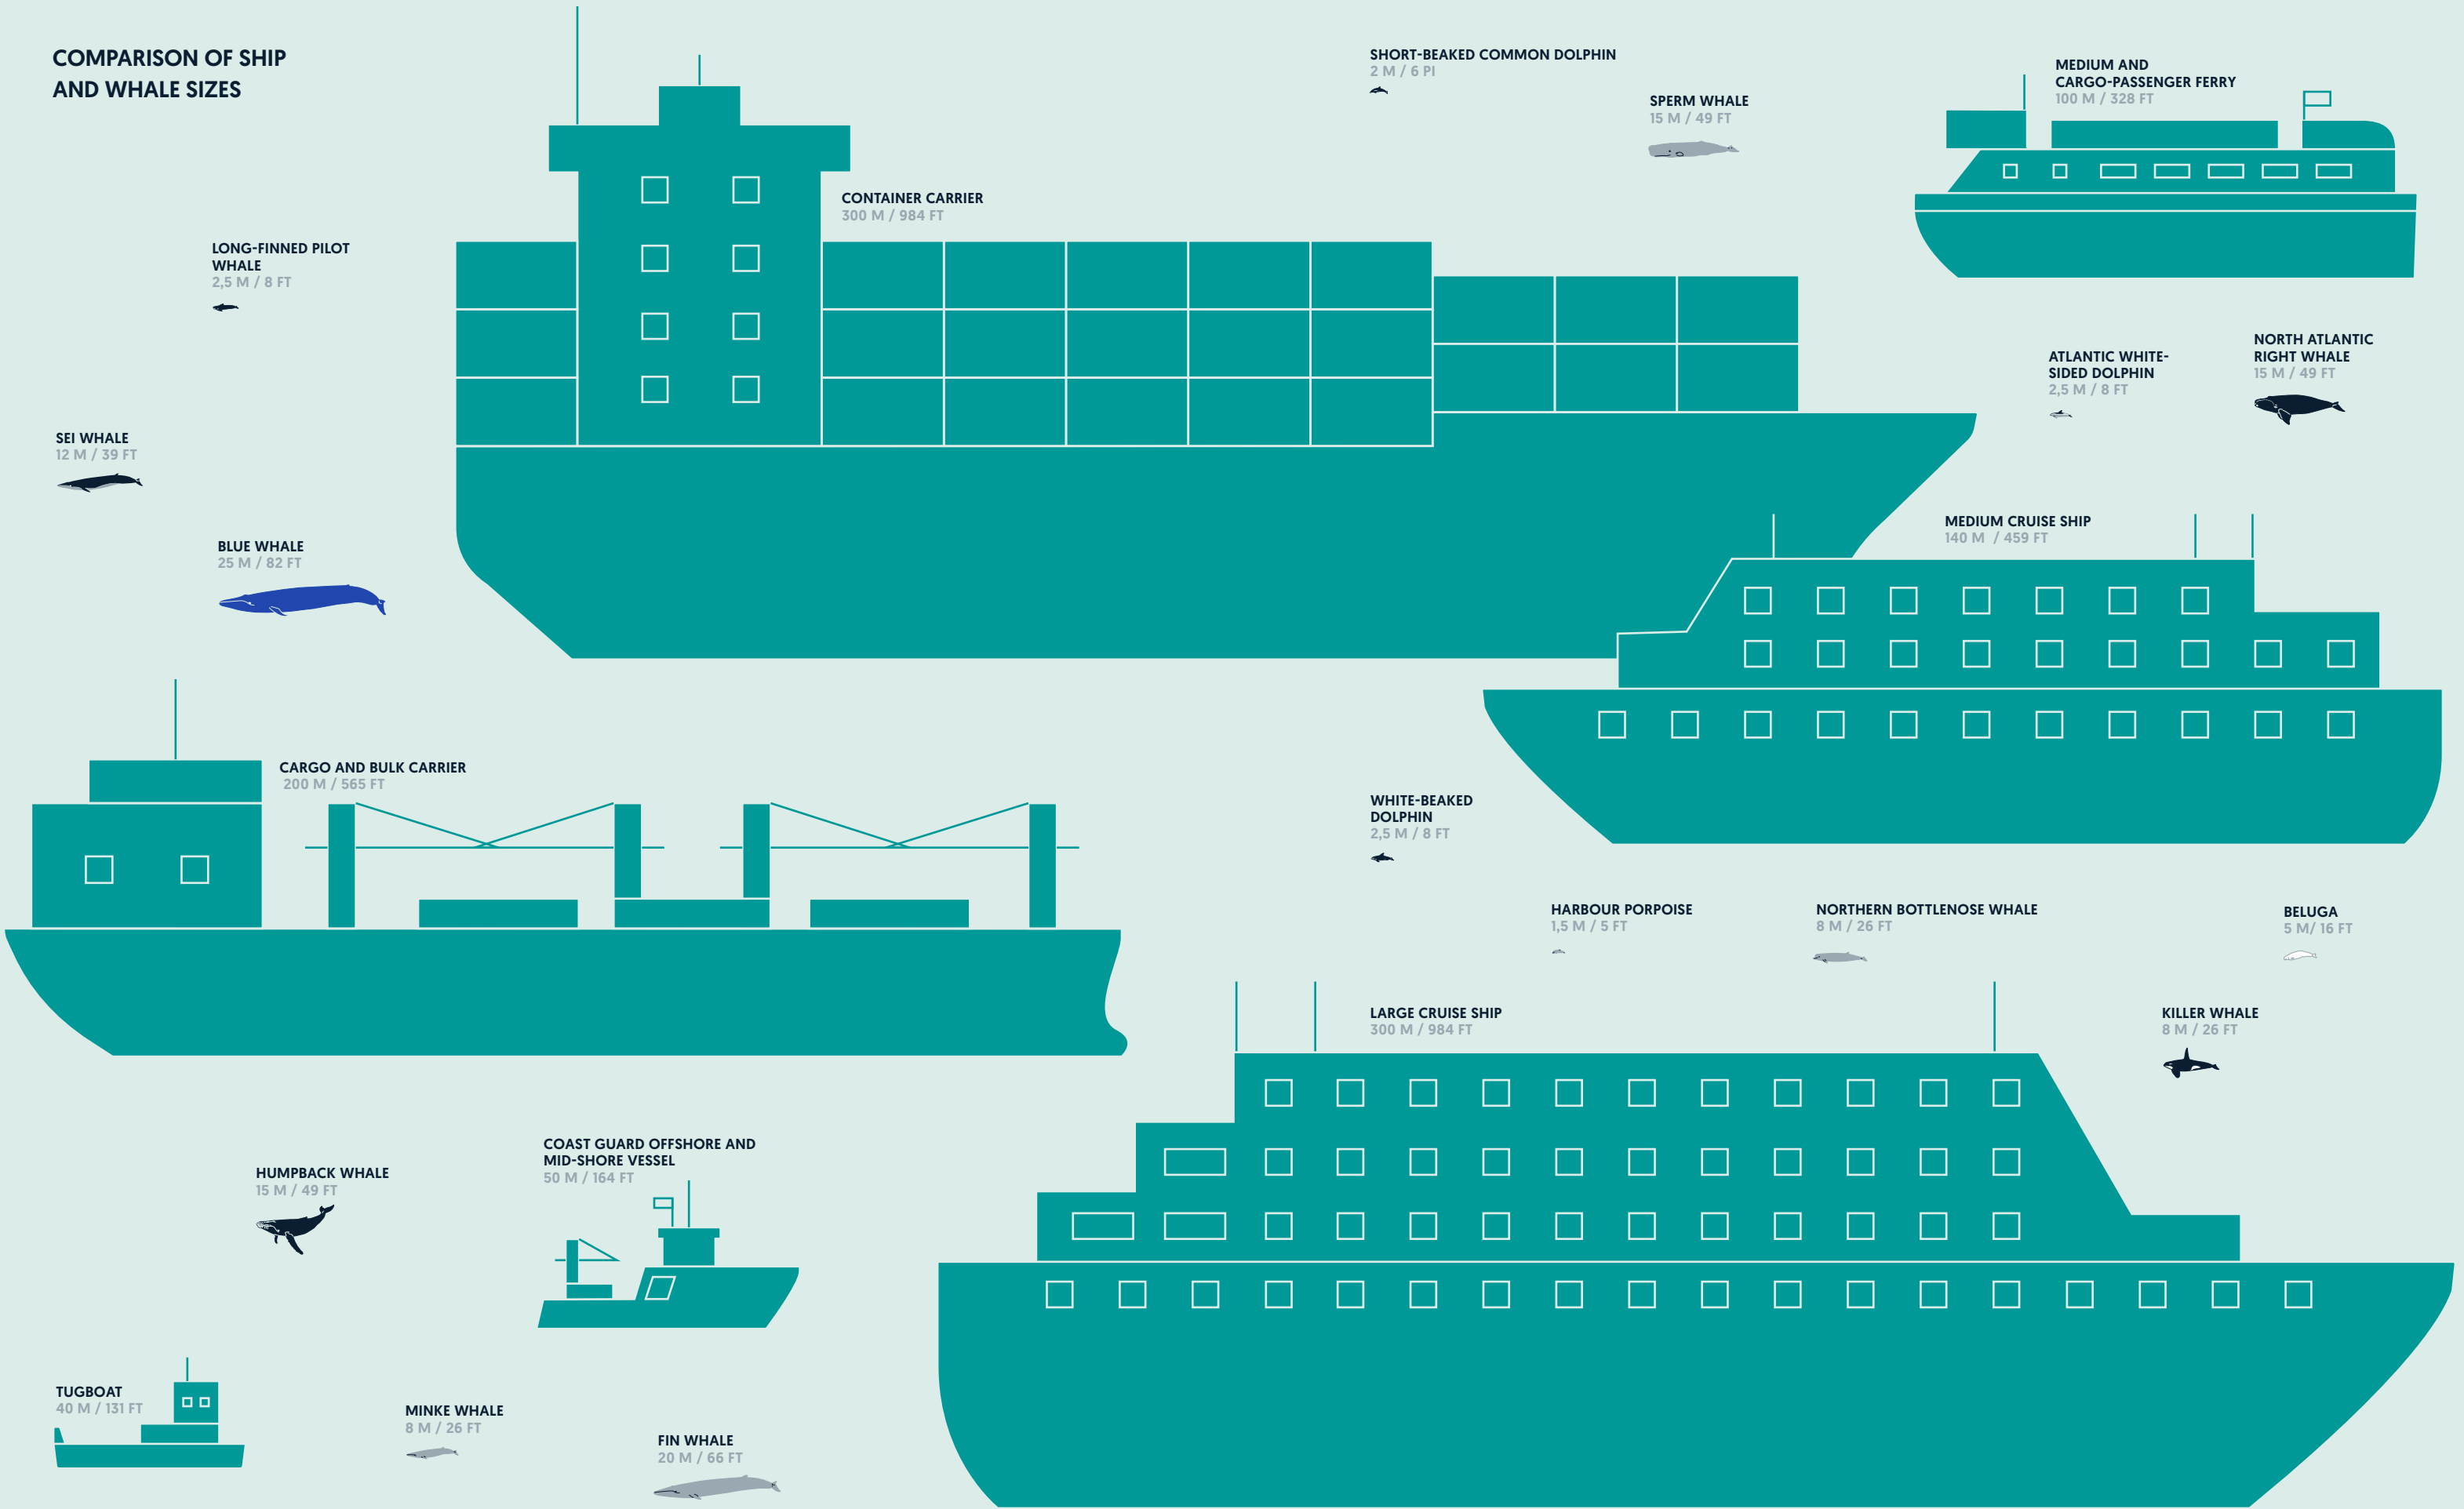 COMPARISON OF SHIP
AND WHALE SIZES
SHORT-BEAKED COMMON DOLPHIN
2 M / 6 PI
SPERM WHALE
15 M / 49 FT
MEDIUM AND
CARGO-PASSENGER FERRY
100 M / 328 FT
CONTAINER CARRIER
300 M / 984 FT
LONG-FINNED PILOT
WHALE
2,5 M / 8 FT
ATLANTIC WHITE-
SIDED DOLPHIN
2,5 M / 8 FT
NORTH ATLANTIC
RIGHT WHALE
15 M / 49 FT
SEI WHALE
12 M / 39 FT
BLUE WHALE
25 M / 82 FT
MEDIUM CRUISE SHIP
140 M / 459 FT
CARGO AND BULK CARRIER
200 M / 565 FT
WHITE-BEAKED
DOLPHIN
2,5 M / 8 FT
HARBOUR PORPOISE
1,5 M / 5 FT
NORTHERN BOTTLENOSE WHALE
8 M / 26 FT
BELUGA
5 M/ 16 FT
LARGE CRUISE SHIP
300 M / 984 FT
KILLER WHALE
8 M / 26 FT
COAST GUARD OFFSHORE AND
MID-SHORE VESSEL
50 M / 164 FT
HUMPBACK WHALE
15 M / 49 FT
TUGBOAT
40 M / 131 FT
MINKE WHALE
8 M / 26 FT
FIN WHALE
20 M / 66 FT